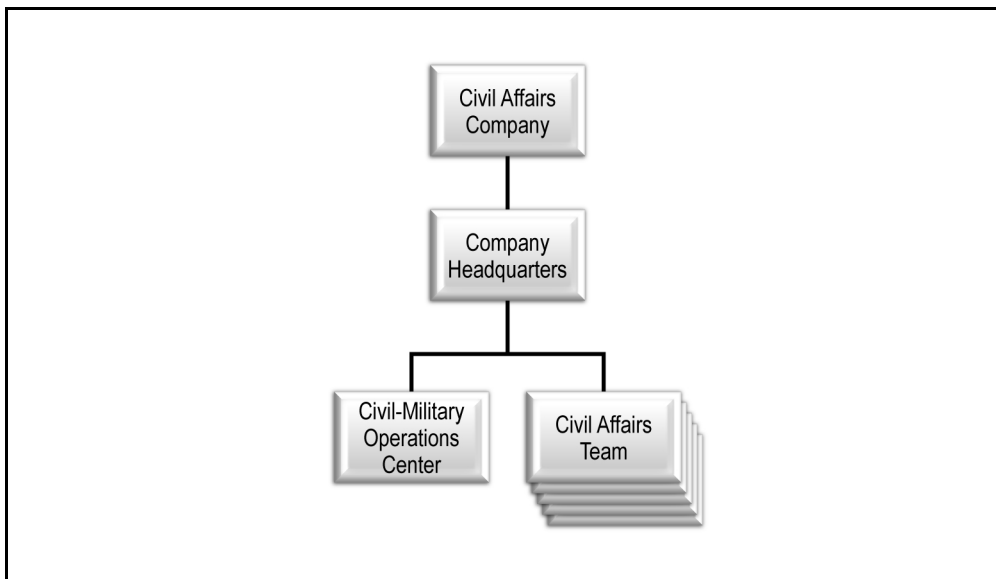 Civil Affairs
Company
Company
Headquarters
Civil-Military
Operations
Center
Civil Affairs
Team